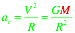 a_c = V²/R = GM/R²